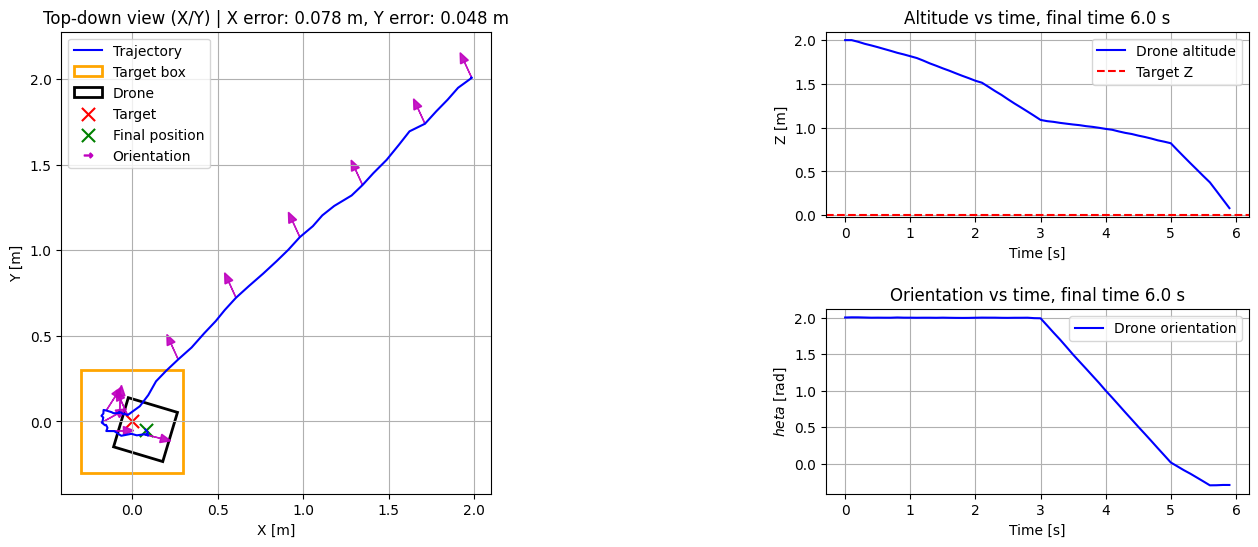 Top-down view (X/Y) | X error: 0.078 m, Y error: 0.048 m
Trajectory
Target box
Drone
Target
Final position
Orientation
Y [m]
2.0
1.5
1.0
0.5
0.0
0.0 0.5 1.0 1.5 2.0
X [m]
Altitude vs time, final time 6.0 s
Drone altitude
Target Z
Z [m]
2.0
1.5
1.0
0.5
0.0
0 1 2 3 4 5 6
Time [s]
Orientation vs time, final time 6.0 s
Drone orientation
heta [rad]
2.0
1.5
1.0
0.5
0.0
0 1 2 3 4 5 6
Time [s]